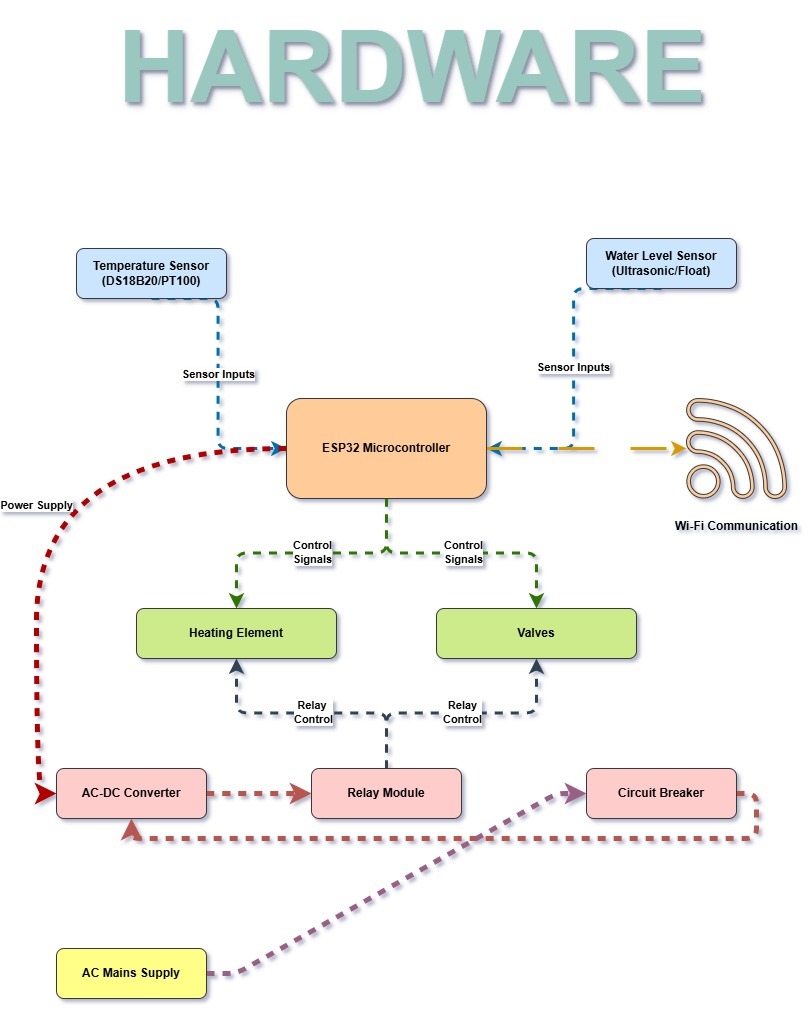 HARDWARE
Temperature Sensor
(DS18B20/PT100)
Water Level Sensor
(Ultrasonic/Float)
Sensor Inputs
Sensor Inputs
ESP32 Microcontroller
Power Supply
Wi-Fi Communication
Control
Signals
Control
Signals
Heating Element
Valves
Relay
Control
Relay
Control
AC-DC Converter
Relay Module
Circuit Breaker
AC Mains Supply